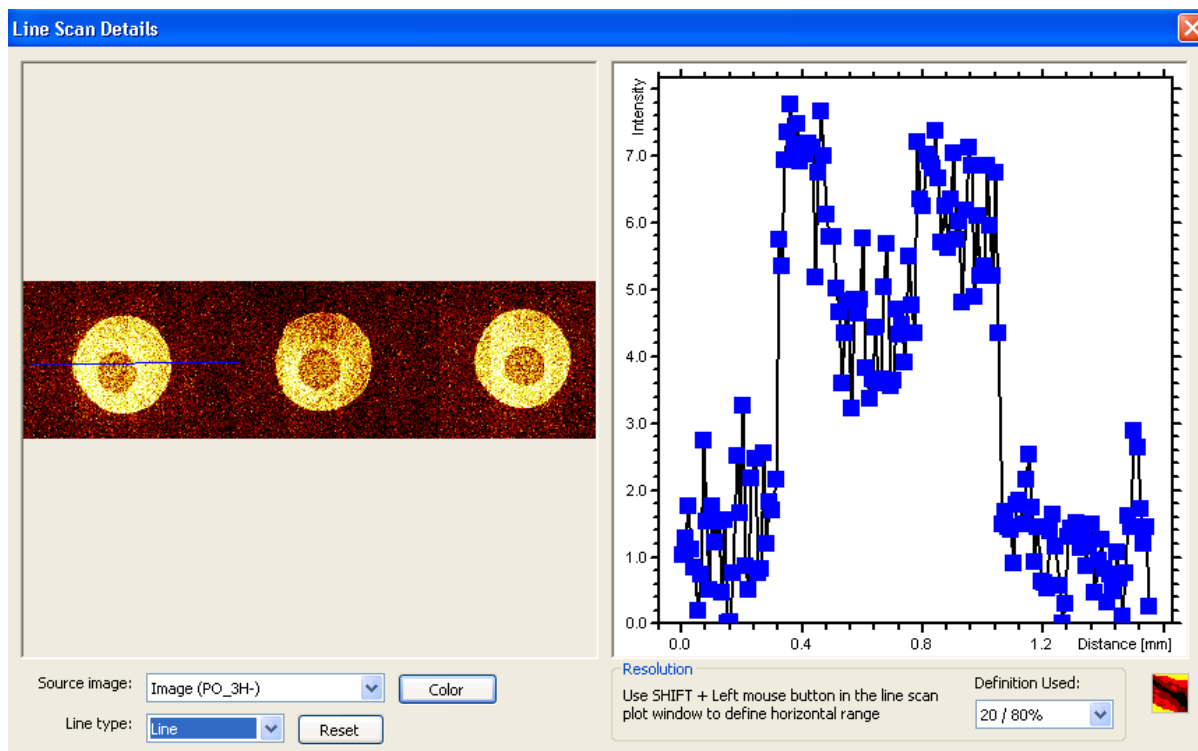 Line Scan Details
Intensity
7.0
6.0
5.0
4.0
3.0
2.0
1.0
0.0
0.0 0.4 0.8 1.2 Distance [mm]
Source image: Image (PO_3H-) Color
Line type: Line Reset
Resolution
Use SHIFT + Left mouse button in the line scan
plot window to define horizontal range
Definition Used:
20 / 80%